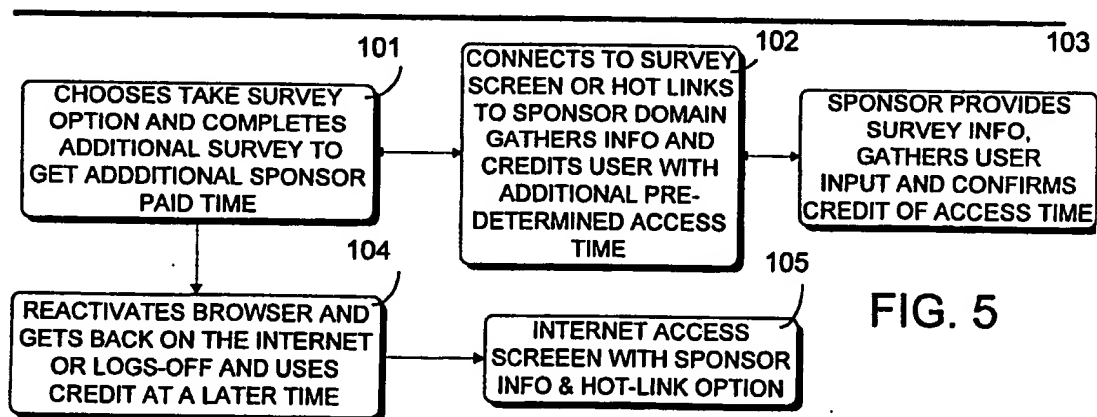 101
CHOOSES TAKE SURVEY
OPTION AND COMPLETES
ADDITIONAL SURVEY TO
GET ADDDITIONAL SPONSOR
PAID TIME
102
CONNECTS TO SURVEY
SCREEN OR HOT LINKS
TO SPONSOR DOMAIN
GATHERS INFO AND
CREDITS USER WITH
ADDITIONAL PRE-
DETERMINED ACCESS
TIME
103
SPONSOR PROVIDES
SURVEY INFO,
GATHERS USER
INPUT AND CONFIRMS
CREDIT OF ACCESS TIME
104
REACTIVATES BROWSER AND
GETS BACK ON THE INTERNET
OR LOGS-OFF AND USES
CREDIT AT A LATER TIME
105
INTERNET ACCESS
SCREEEN WITH SPONSOR
INFO & HOT-LINK OPTION
FIG. 5